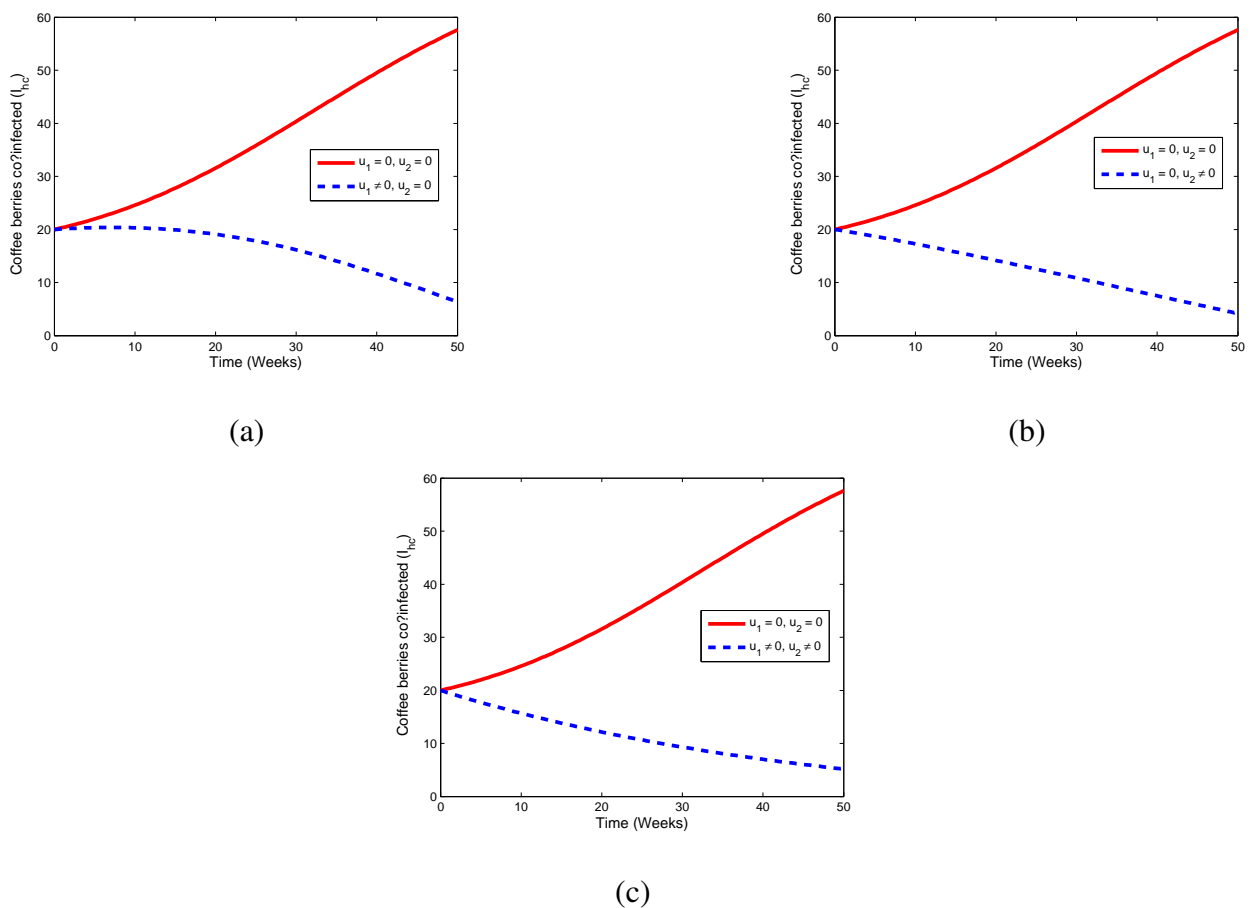 60
50
40
30
20
10
0
0 10 20 30 40 50
Coffee berries co?infected (I_hc)
Time (Weeks)
u_1 = 0, u_2 = 0
u_1 ≠ 0, u_2 = 0
(a)
60
50
40
30
20
10
0
0 10 20 30 40 50
Coffee berries co?infected (I_hc)
Time (Weeks)
u_1 = 0, u_2 = 0
u_1 = 0, u_2 ≠ 0
(b)
60
50
40
30
20
10
0
0 10 20 30 40 50
Coffee berries co?infected (I_hc)
Time (Weeks)
u_1 = 0, u_2 = 0
u_1 ≠ 0, u_2 ≠ 0
(c)